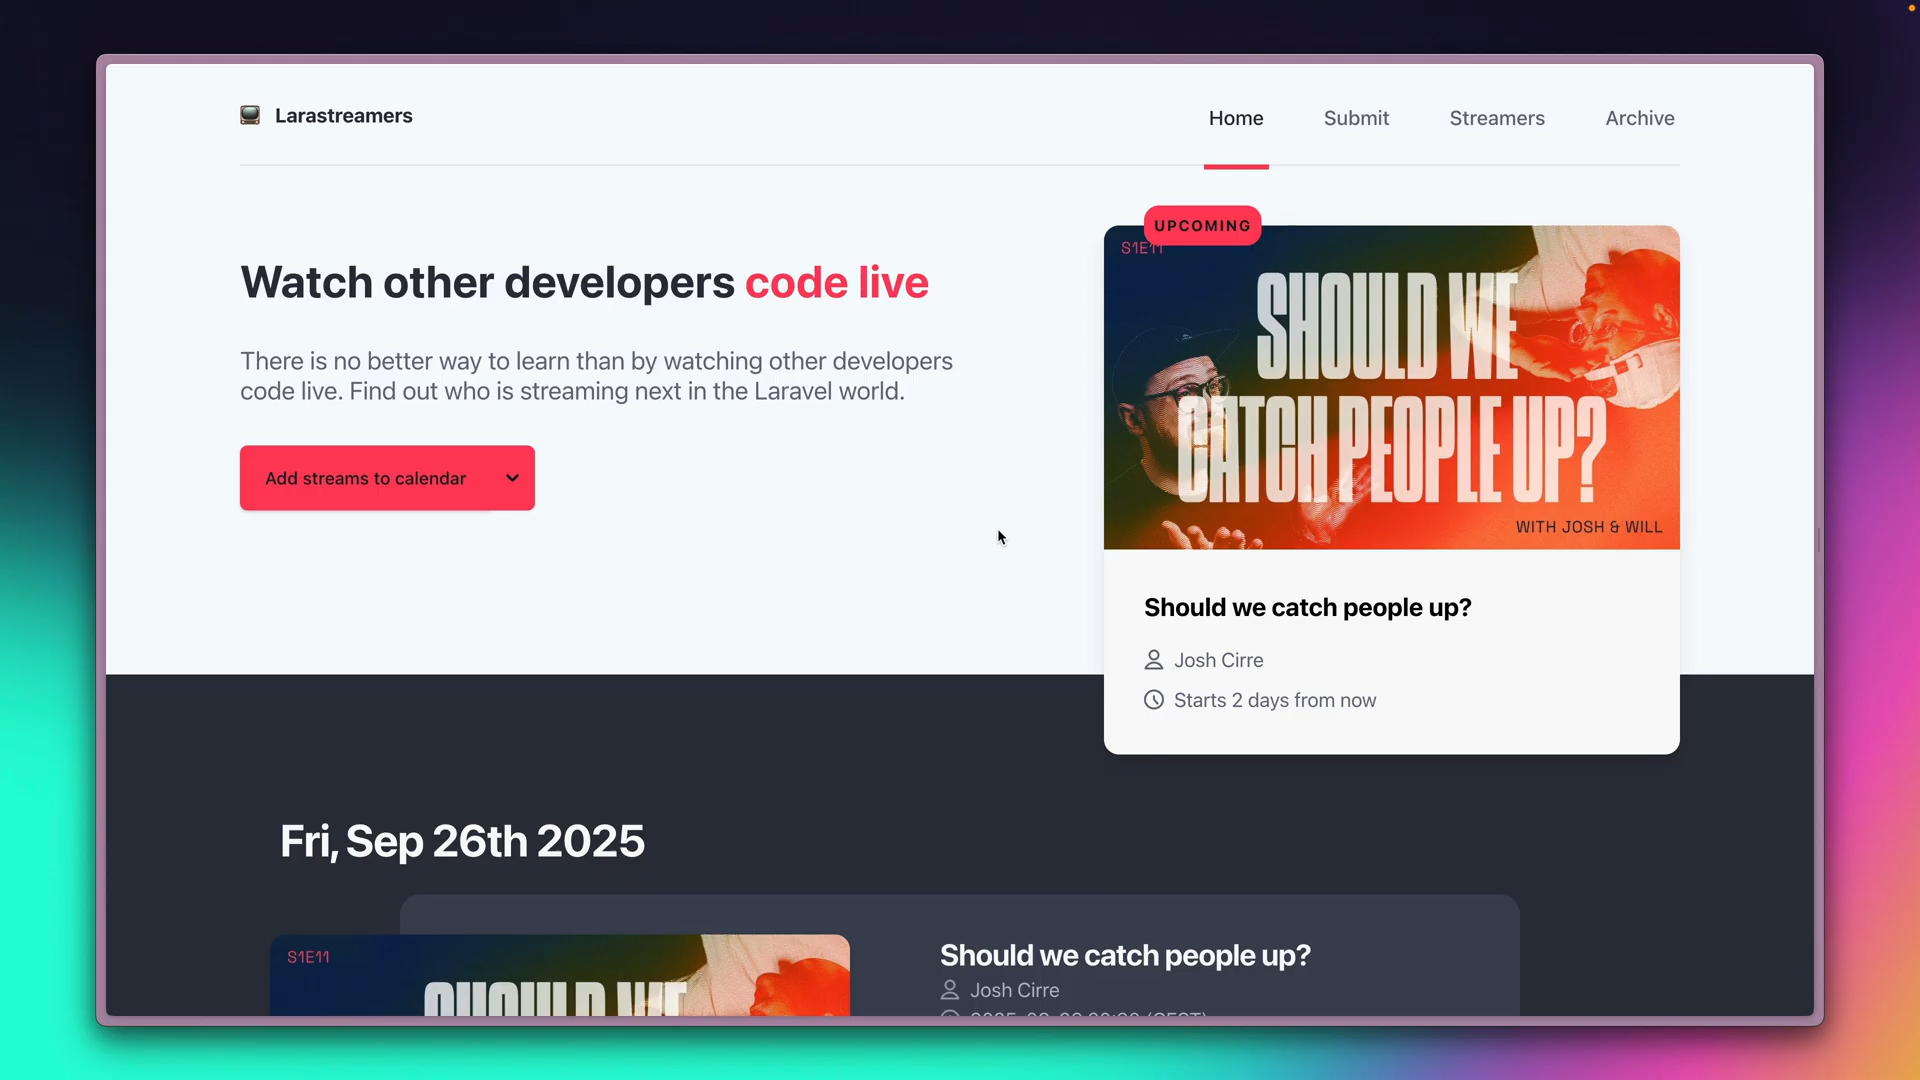 Larastreamers
Home
Submit
Streamers
Archive
Watch other developers code live
There is no better way to learn than by watching other developers
code live. Find out who is streaming next in the Laravel world.
Add streams to calendar
UPCOMING
S1E11
SHOULD WE
CATCH PEOPLE UP?
WITH JOSH & WILL
Should we catch people up?
Josh Cirre
Starts 2 days from now
Fri, Sep 26th 2025
S1E11
SHOULD WE
Should we catch people up?
Josh Cirre